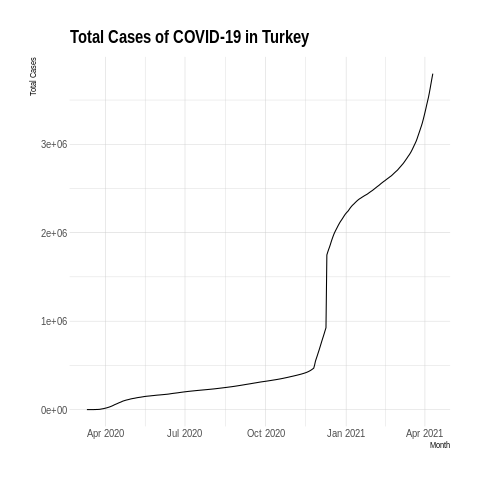 Total Cases of COVID-19 in Turkey
Total Cases
3e+06
2e+06
1e+06
0e+00
Apr 2020 Jul 2020 Oct 2020 Jan 2021 Apr 2021
Month